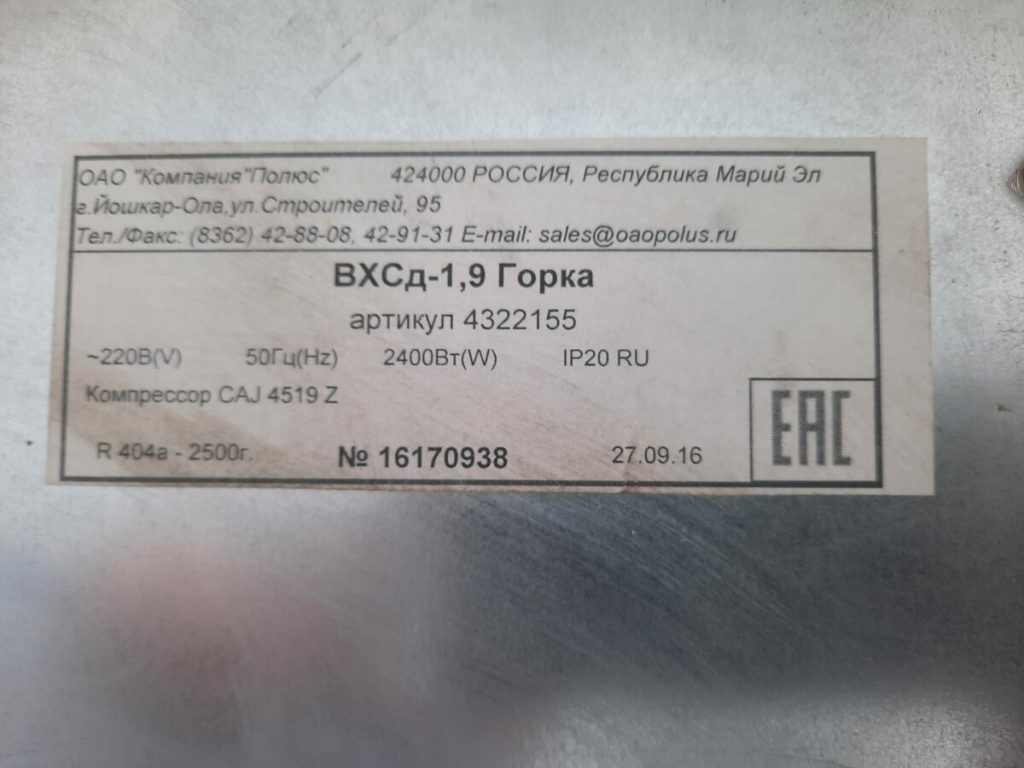 ОАО "Компания"Полюс" 424000 РОССИЯ, Республика Марий Эл
г.Йошкар-Ола,ул.Строителей, 95
Тел./Факс: (8362) 42-88-08, 42-91-31 E-mail: sales@oaopolus.ru
ВХСд-1,9 Горка
артикул 4322155
~220В(V) 50Гц(Hz) 2400Вт(W) IP20 RU
Компрессор CAJ 4519 Z
R 404a - 2500г. № 16170938 27.09.16
EAC